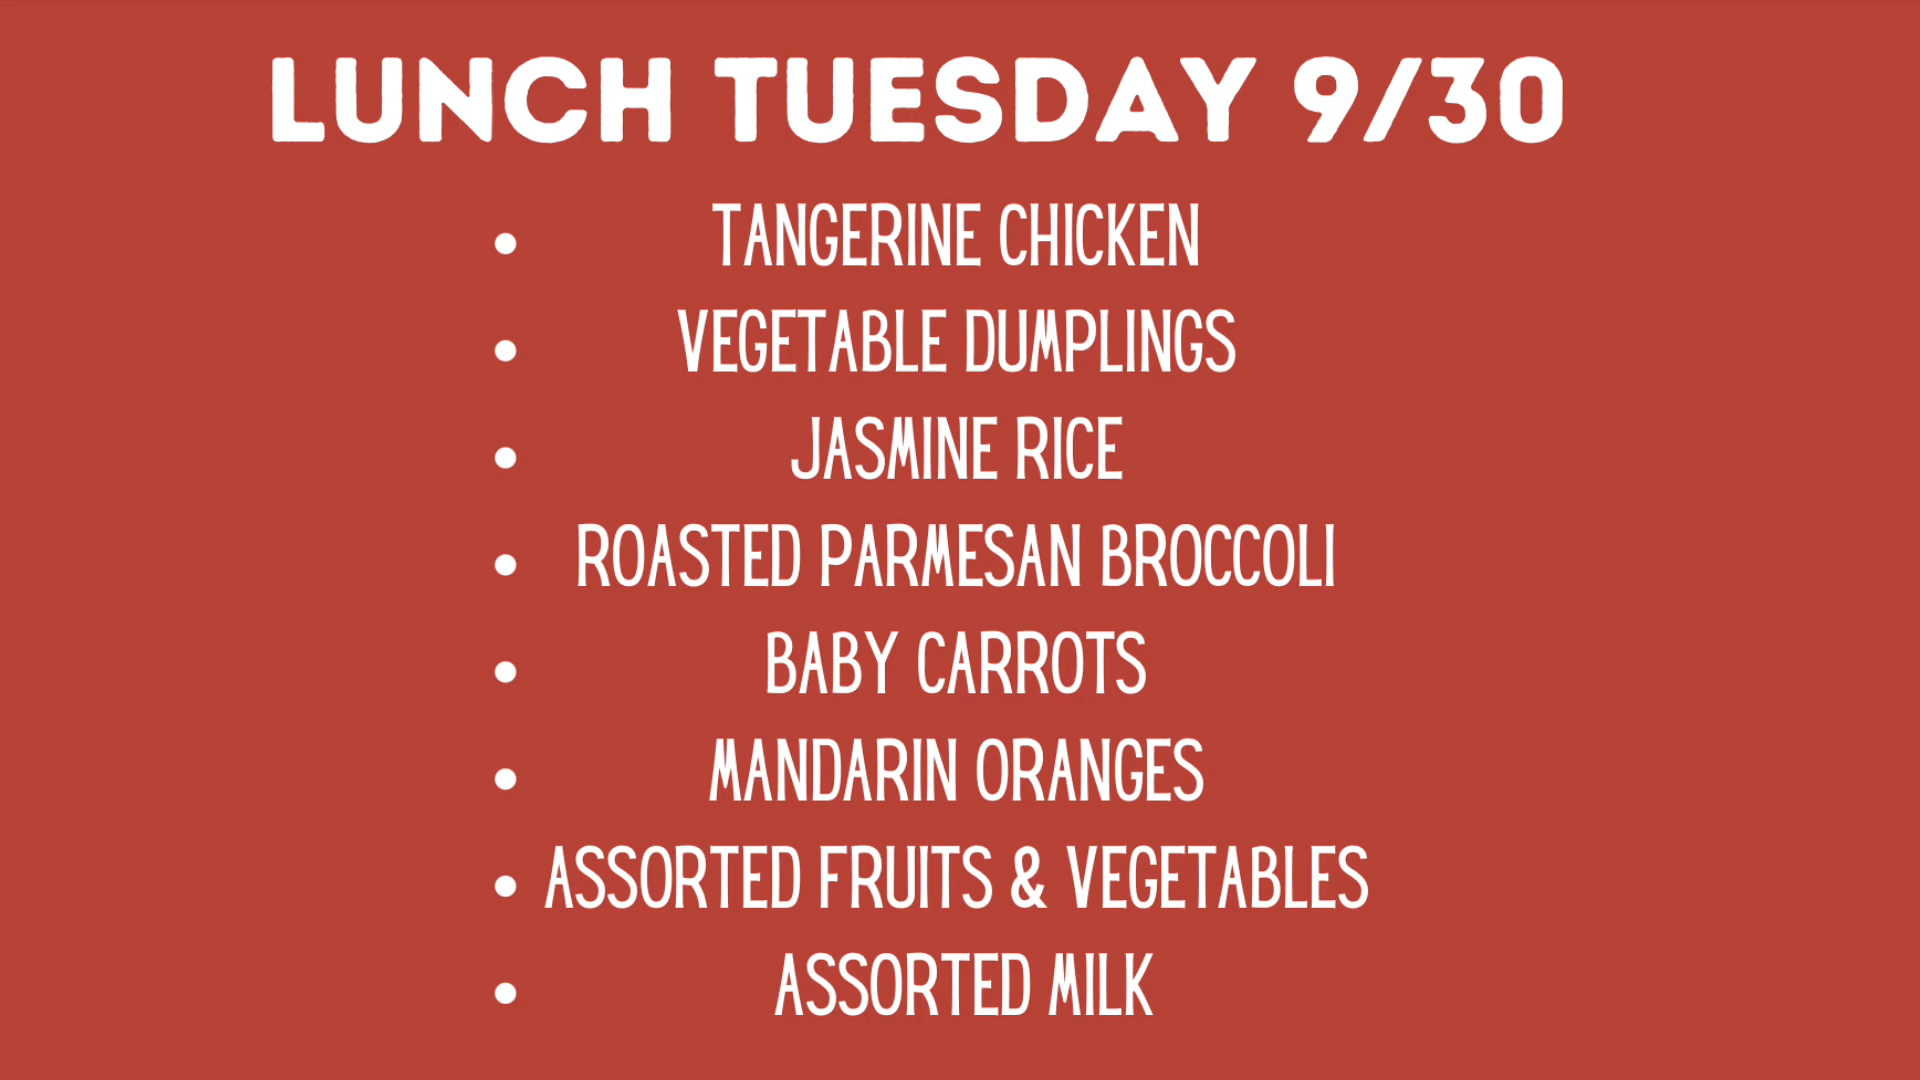 LUNCH TUESDAY 9/30
• TANGERINE CHICKEN
• VEGETABLE DUMPLINGS
• JASMINE RICE
• ROASTED PARMESAN BROCCOLI
• BABY CARROTS
• MANDARIN ORANGES
• ASSORTED FRUITS & VEGETABLES
• ASSORTED MILK